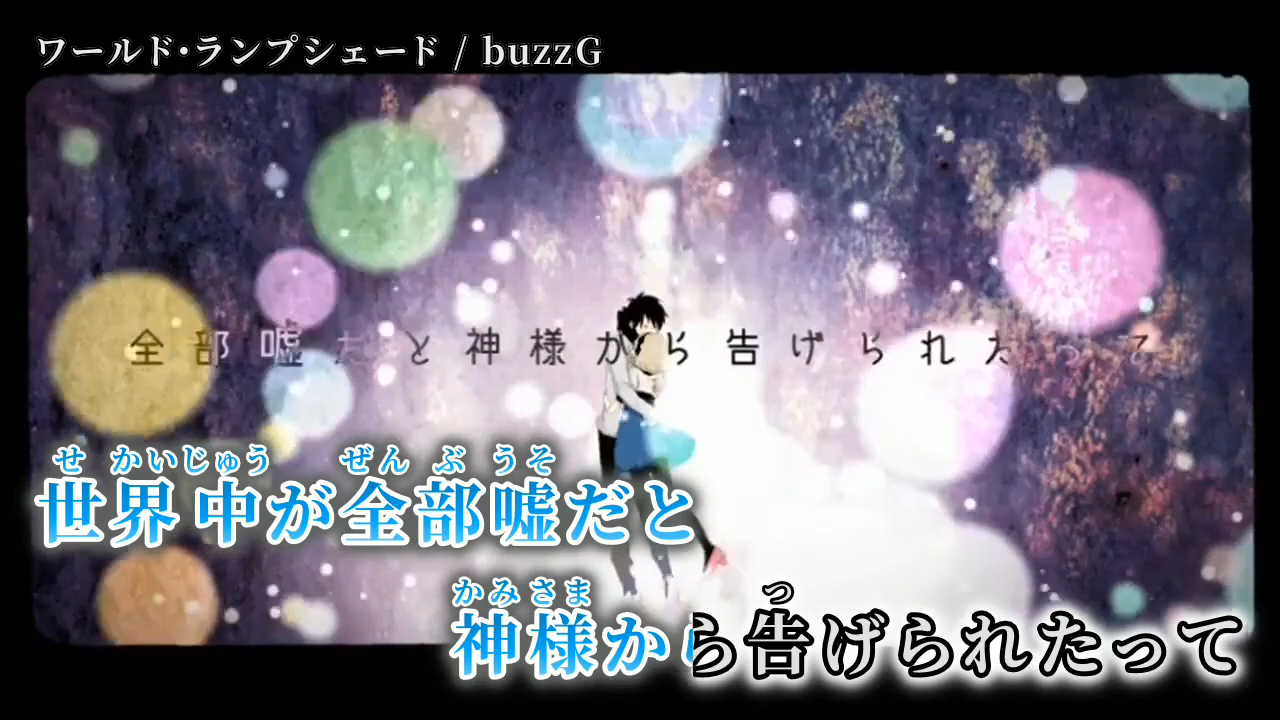 ワールド・ランプシェード / buzzG
全部嘘だと神様から告げられたって
せ かいじゅう ぜん ぶ うそ
世界中が全部嘘だと
かみさま つ
神様から告げられたって